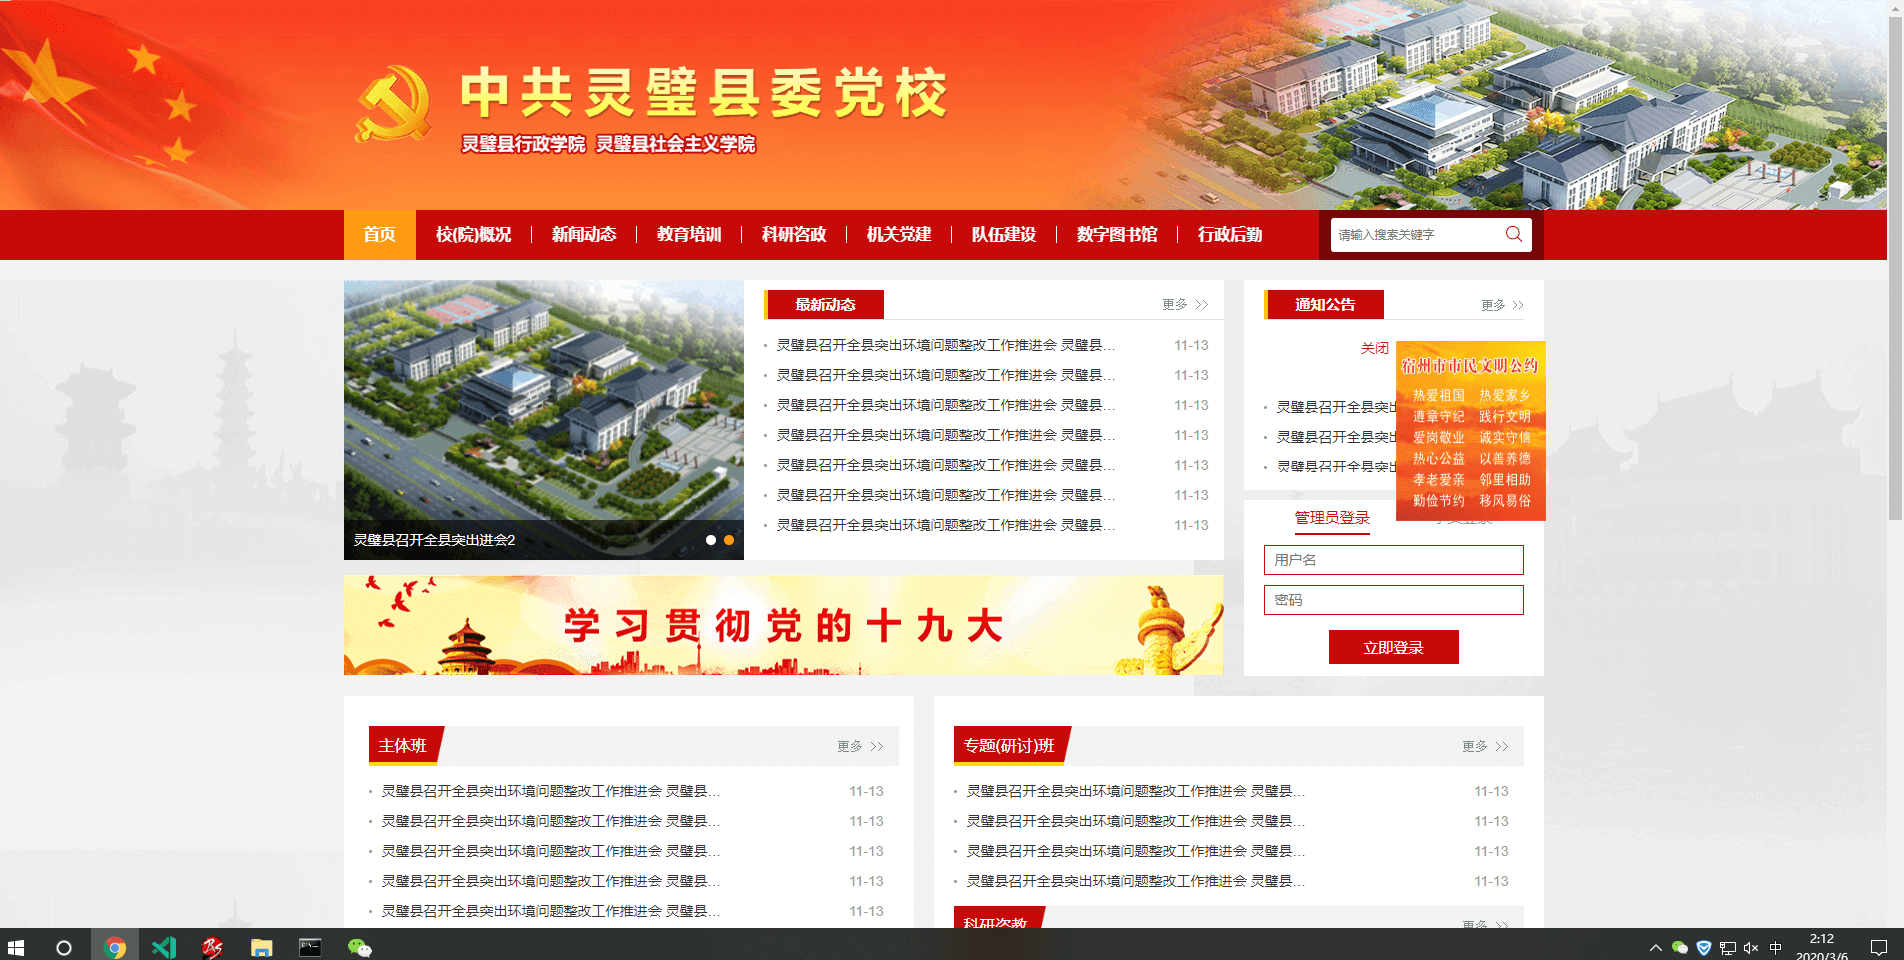 中共灵璧县委党校
灵璧县行政学院 灵璧县社会主义学院
首页 校(院)概况 新闻动态 教育培训 科研咨政 机关党建 队伍建设 数字图书馆 行政后勤 请输入搜索关键字
灵璧县召开全县突出进会2
最新动态 更多 >>
灵璧县召开全县突出环境问题整改工作推进会 灵璧县... 11-13
灵璧县召开全县突出环境问题整改工作推进会 灵璧县... 11-13
灵璧县召开全县突出环境问题整改工作推进会 灵璧县... 11-13
灵璧县召开全县突出环境问题整改工作推进会 灵璧县... 11-13
灵璧县召开全县突出环境问题整改工作推进会 灵璧县... 11-13
灵璧县召开全县突出环境问题整改工作推进会 灵璧县... 11-13
灵璧县召开全县突出环境问题整改工作推进会 灵璧县... 11-13
通知公告 更多 >>
关闭
灵璧县召开全县突出
灵璧县召开全县突出
灵璧县召开全县突出
宿州市市民文明公约
热爱祖国 热爱家乡
遵章守纪 践行文明
爱岗敬业 诚实守信
热心公益 以善养德
孝老爱亲 邻里相助
勤俭节约 移风易俗
管理员登录
用户名
密码
立即登录
学习贯彻党的十九大
主体班 更多 >>
灵璧县召开全县突出环境问题整改工作推进会 灵璧县... 11-13
灵璧县召开全县突出环境问题整改工作推进会 灵璧县... 11-13
灵璧县召开全县突出环境问题整改工作推进会 灵璧县... 11-13
灵璧县召开全县突出环境问题整改工作推进会 灵璧县... 11-13
灵璧县召开全县突出环境问题整改工作推进会 灵璧县... 11-13
专题(研讨)班 更多 >>
灵璧县召开全县突出环境问题整改工作推进会 灵璧县... 11-13
灵璧县召开全县突出环境问题整改工作推进会 灵璧县... 11-13
灵璧县召开全县突出环境问题整改工作推进会 灵璧县... 11-13
灵璧县召开全县突出环境问题整改工作推进会 灵璧县... 11-13
科研咨教 更多 >>
中
2:12
2020/3/6